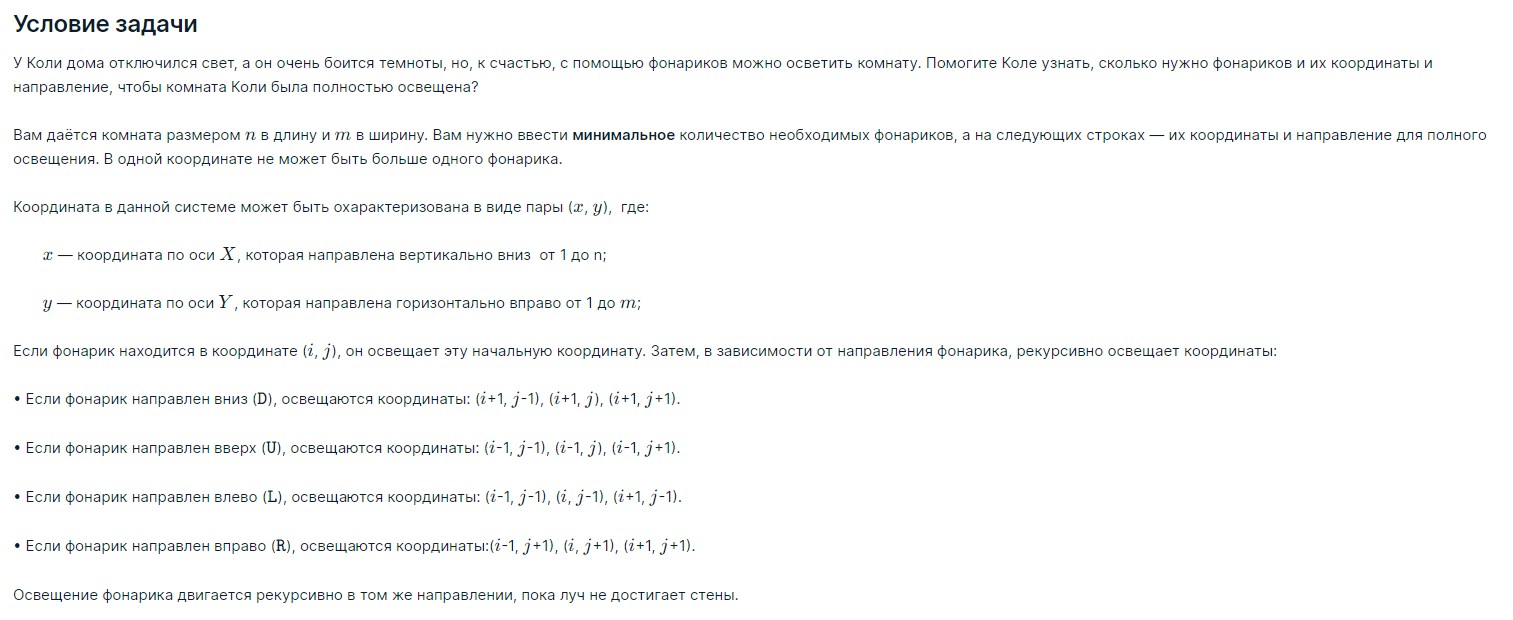 Условие задачи
У Коли дома отключился свет, а он очень боится темноты, но, к счастью, с помощью фонариков можно осветить комнату. Помогите Коле узнать, сколько нужно фонариков и их координаты и
направление, чтобы комната Коли была полностью освещена?
Вам даётся комната размером n в длину и m в ширину. Вам нужно ввести минимальное количество необходимых фонариков, а на следующих строках — их координаты и направление для полного
освещения. В одной координате не может быть больше одного фонарика.
Координата в данной системе может быть охарактеризована в виде пары (x, y), где:
x — координата по оси X, которая направлена вертикально вниз от 1 до n;
y — координата по оси Y, которая направлена горизонтально вправо от 1 до m;
Если фонарик находится в координате (i, j), он освещает эту начальную координату. Затем, в зависимости от направления фонарика, рекурсивно освещает координаты:
• Если фонарик направлен вниз (D), освещаются координаты: (i+1, j-1), (i+1, j), (i+1, j+1).
• Если фонарик направлен вверх (U), освещаются координаты: (i-1, j-1), (i-1, j), (i-1, j+1).
• Если фонарик направлен влево (L), освещаются координаты: (i-1, j-1), (i, j-1), (i+1, j-1).
• Если фонарик направлен вправо (R), освещаются координаты:(i-1, j+1), (i, j+1), (i+1, j+1).
Освещение фонарика двигается рекурсивно в том же направлении, пока луч не достигает стены.